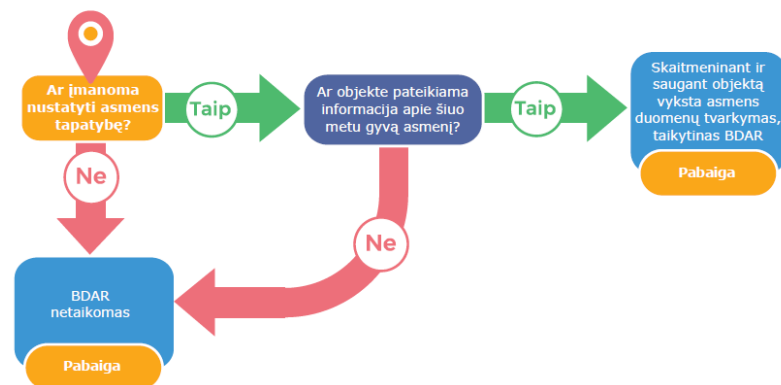 Ar įmanoma
nustatyti asmens
tapatybę?
Taip
Ar objekte pateikiama
informacija apie šiuo
metu gyvą asmenį?
Taip
Skaitmeninant ir
saugant objektą
vyksta asmens
duomenų tvarkymas,
taikytinas BDAR
Pabaiga
Ne
Ne
BDAR
netaikomas
Pabaiga